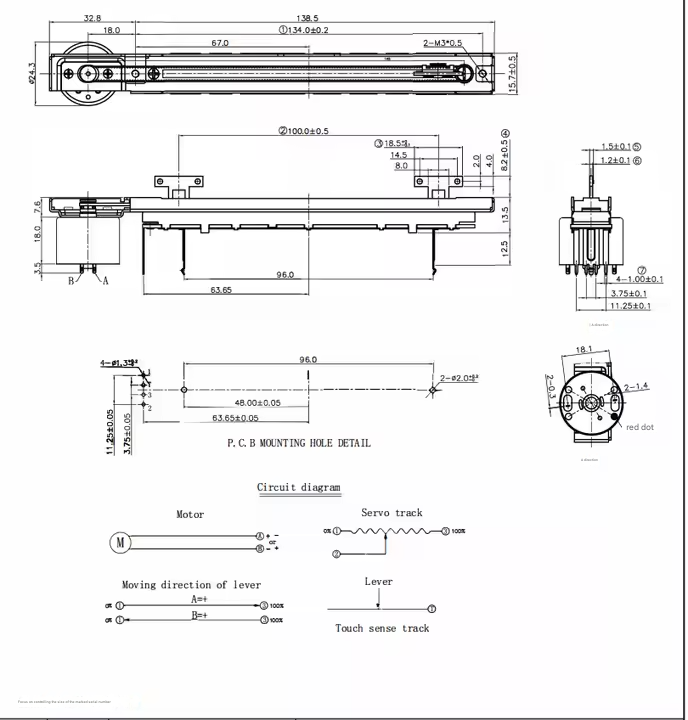 32.8
138.5
①134.0±0.2
18.0
67.0
2-M3*0.5
ø24.3
15.7±0.5
②100.0±0.5
③18.5
14.5
8.0
2.0
4.0
8.2±0.5④
1.5±0.1⑤
1.2±0.1⑥
7.6
18.0
3.5
13.5
12.5
B
A
96.0
63.65
⑦
4-1.00±0.1
3.75±0.1
11.25±0.1
96.0
4-ø1.3
1
3
2
2-ø2.0
48.00±0.05
63.65±0.05
11.25±0.05
3.75±0.05
P.C.B MOUNTING HOLE DETAIL
18.1
2-0.3
2-1.4
red dot
Circuit diagram
Motor
M
Ⓐ + -
or
Ⓑ - +
Servo track
0% ① ③ 100%
②
Moving direction of lever
A=+
0% ① ③ 100%
B=+
0% ① ③ 100%
Lever
Touch sense track